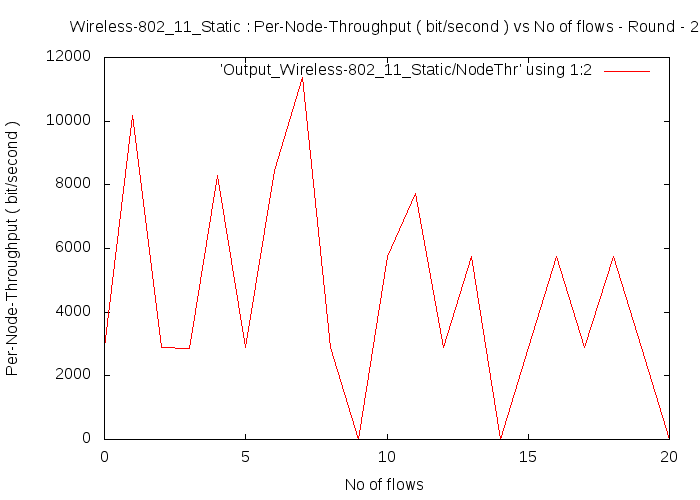 Wireless-802_11_Static : Per-Node-Throughput ( bit/second ) vs No of flows - Round - 2
'Output_Wireless-802_11_Static/NodeThr' using 1:2
Per-Node-Throughput ( bit/second )
12000
10000
8000
6000
4000
2000
0
0 5 10 15 20
No of flows